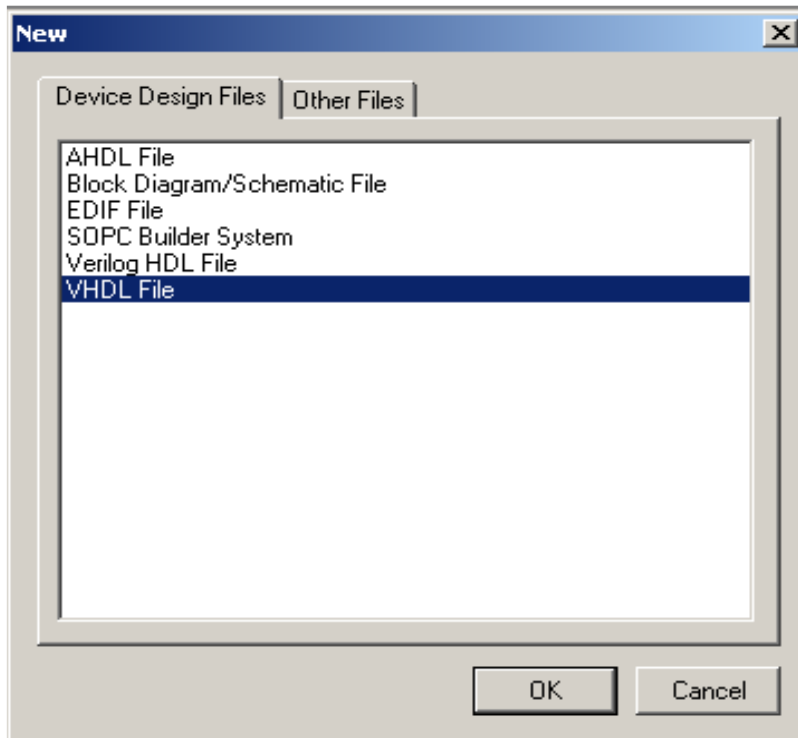 New
Device Design Files
Other Files
AHDL File
Block Diagram/Schematic File
EDIF File
SOPC Builder System
Verilog HDL File
VHDL File
OK
Cancel